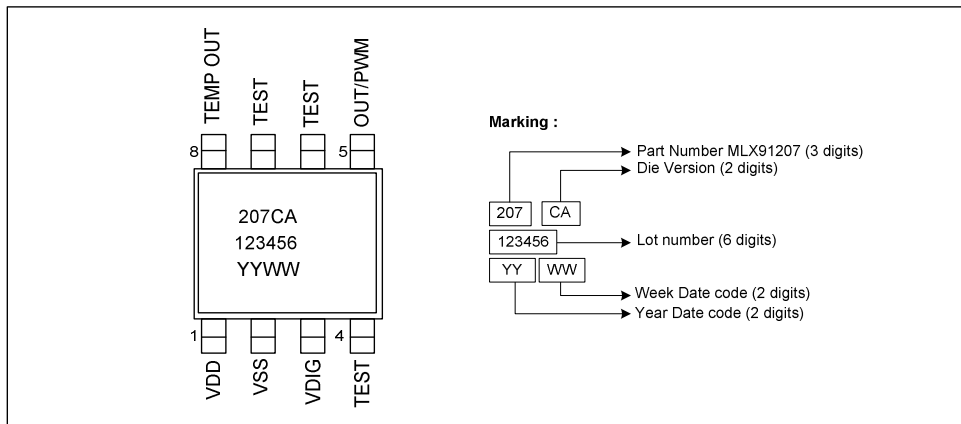 TEMP OUT
TEST
TEST
OUT/PWM
8
5
207CA
123456
YYWW
1
4
VDD
VSS
VDIG
TEST
Marking :
Part Number MLX91207 (3 digits)
Die Version (2 digits)
207 CA
123456
Lot number (6 digits)
YY WW
Week Date code (2 digits)
Year Date code (2 digits)